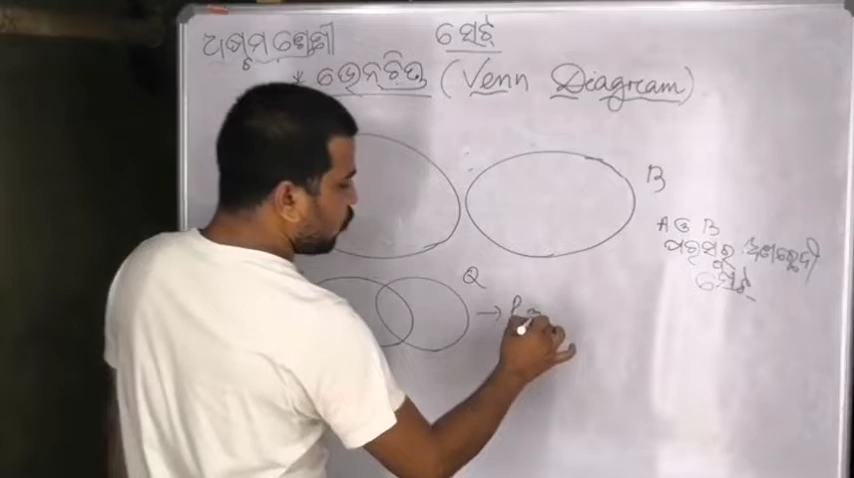 ଅଷ୍ଟମ ଶ୍ରେଣୀ ସେଟ୍
* ଭେନଚିତ୍ର (Venn Diagram)
B
A ଓ B
ପରସ୍ପର ଅଣଛେଦୀ
ସେଟ୍
Q
→ P ଓ